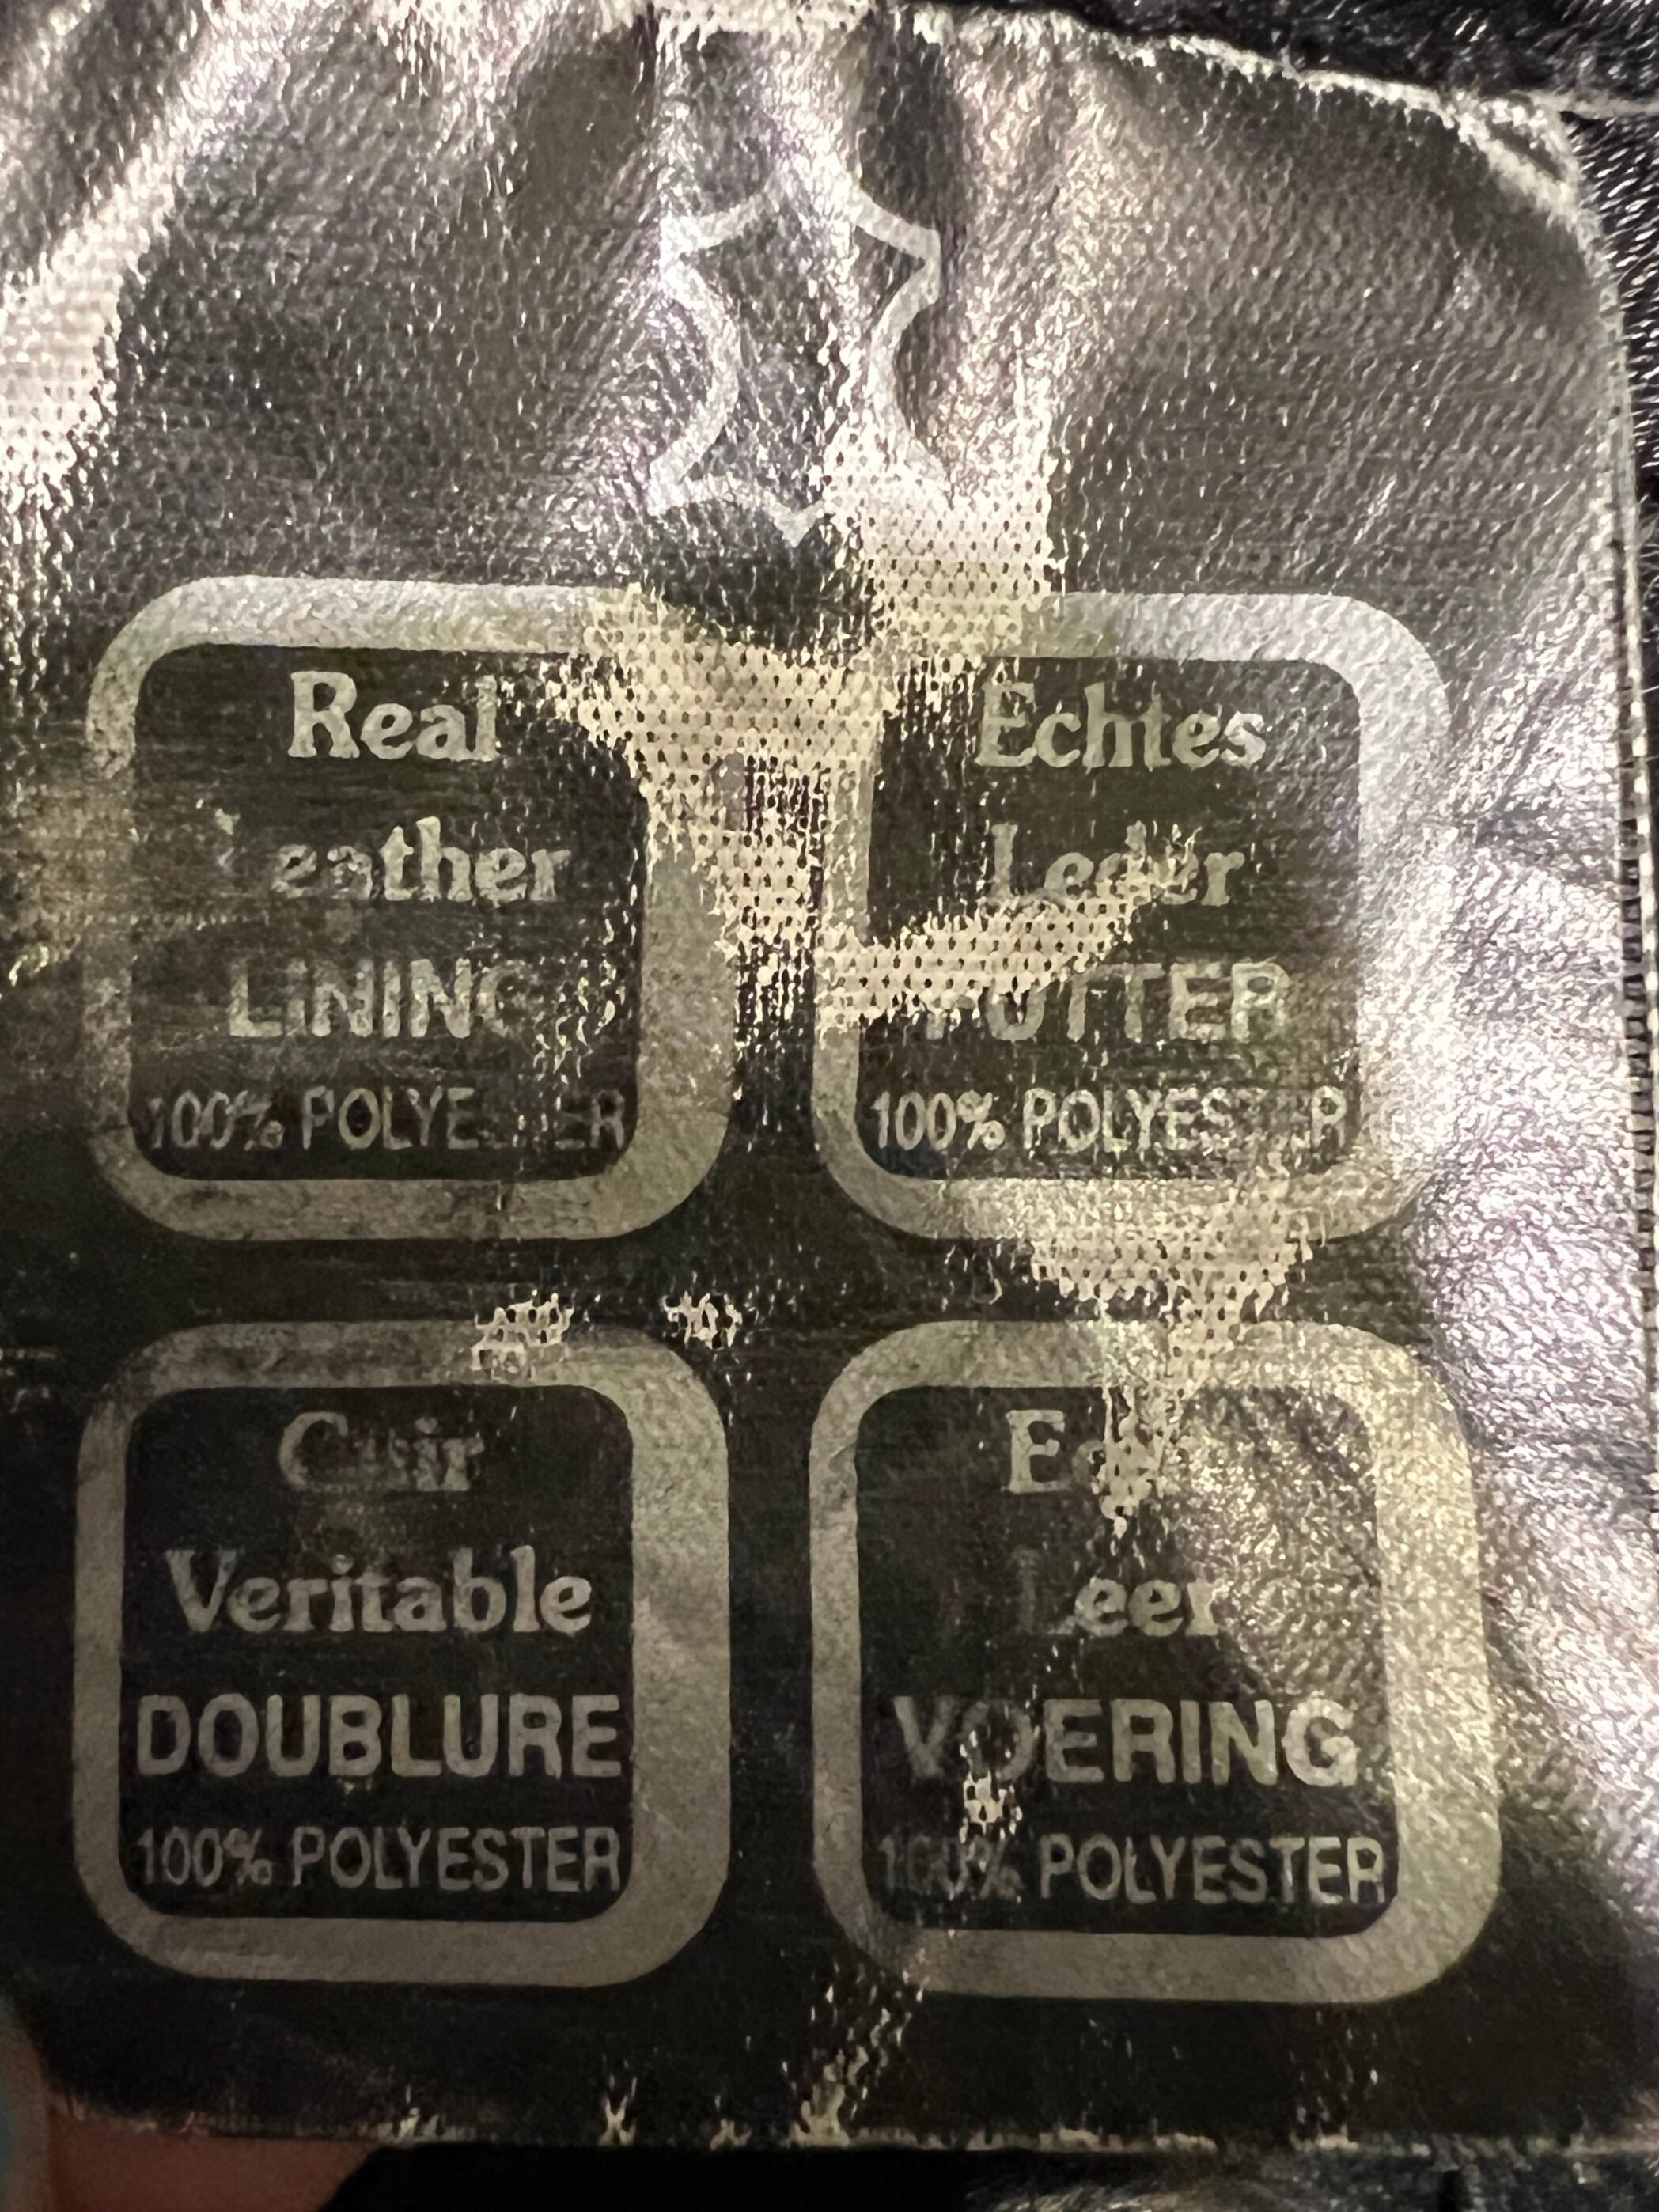 Real
Leather
LINING
100% POLYESTER
Echtes
Leder
FUTTER
100% POLYESTER
Cuir
Veritable
DOUBLURE
100% POLYESTER
Leer
VOERING
100% POLYESTER